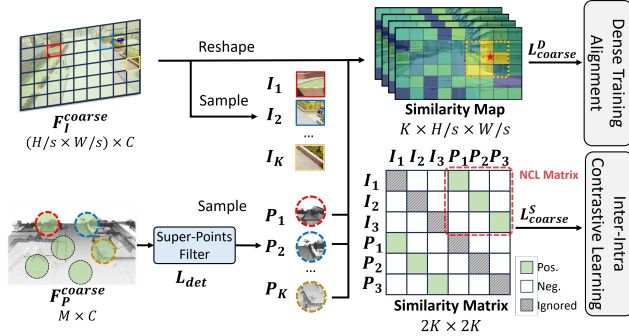 Reshape
Sample
I_1
I_2
...
I_K
F_I^coarse
(H/s × W/s) × C
Similarity Map
K × H/s × W/s
L^D_coarse
Dense Training
Alignment
Sample
P_1
P_2
...
P_K
Super-Points
Filter
L_det
F_P^coarse
M × C
I_1 I_2 I_3 P_1 P_2 P_3
I_1
I_2
I_3
P_1
P_2
P_3
NCL Matrix
Similarity Matrix
2K × 2K
Pos.
Neg.
Ignored
L^S_coarse
Inter-Intra
Contrastive Learning